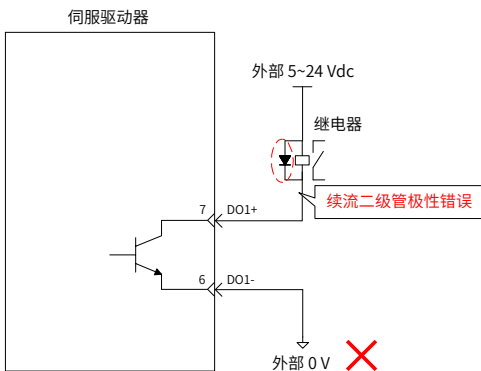 伺服驱动器
外部 5~24 Vdc
继电器
续流二级管极性错误
7 DO1+
6 DO1-
外部 0 V